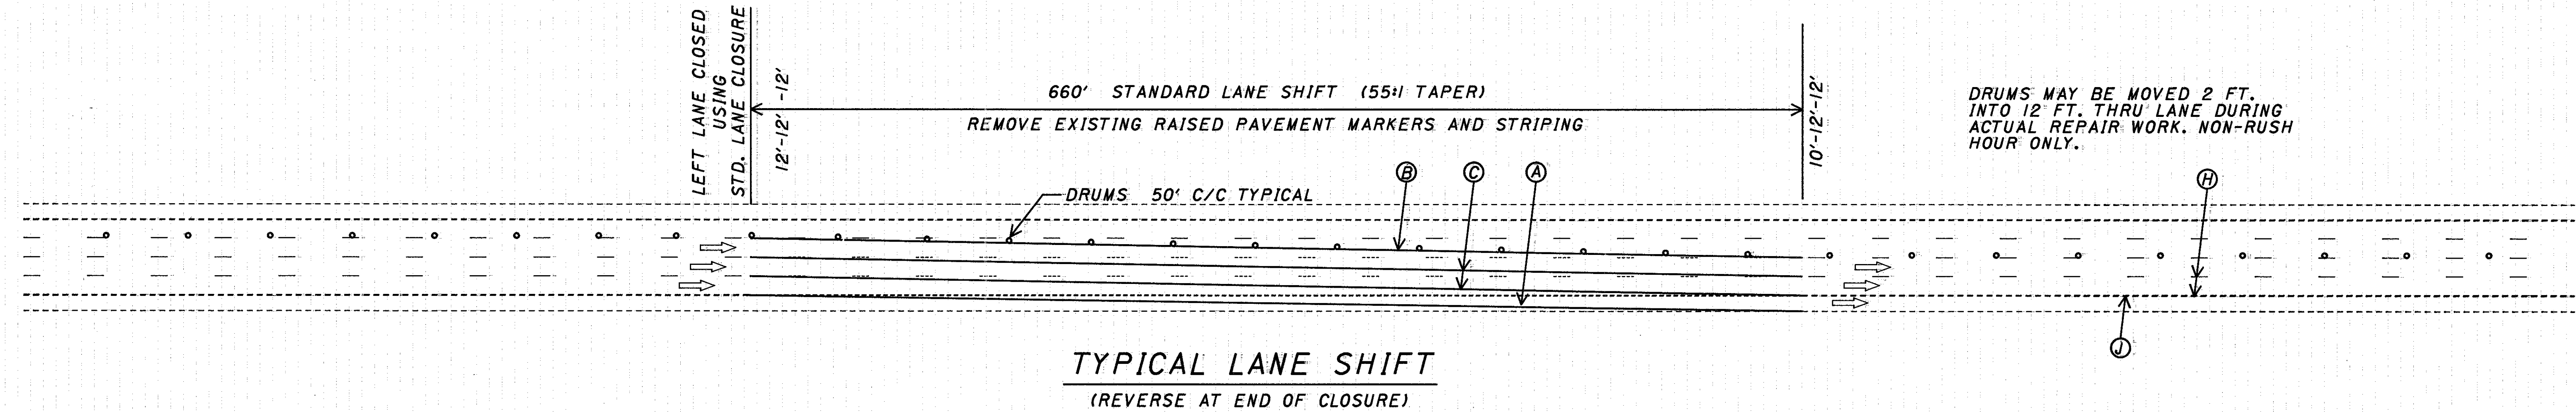 LEFT LANE CLOSED
USING
STD. LANE CLOSURE
12'-12'-12'
660' STANDARD LANE SHIFT (55:1 TAPER)
REMOVE EXISTING RAISED PAVEMENT MARKERS AND STRIPING
10'-12'-12'
DRUMS MAY BE MOVED 2 FT.
INTO 12 FT. THRU LANE DURING
ACTUAL REPAIR WORK. NON-RUSH
HOUR ONLY.
B
C
A
H
DRUMS 50' C/C TYPICAL
J
TYPICAL LANE SHIFT
(REVERSE AT END OF CLOSURE)